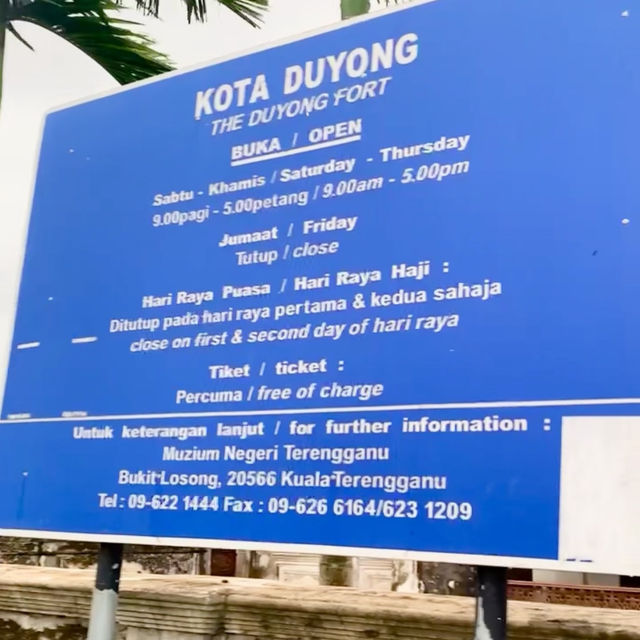 KOTA DUYONG
THE DUYONG FORT
BUKA / OPEN
Sabtu - Khamis / Saturday - Thursday
9.00pagi - 5.00petang / 9.00am - 5.00pm
Jumaat / Friday
Tutup / close
Hari Raya Puasa / Hari Raya Haji :
Ditutup pada hari raya pertama & kedua sahaja
close on first & second day of hari raya
Tiket / ticket :
Percuma / free of charge
Untuk keterangan lanjut / for further information :
Muzium Negeri Terengganu
Bukit Losong, 20566 Kuala Terengganu
Tel : 09-622 1444 Fax : 09-626 6164/623 1209